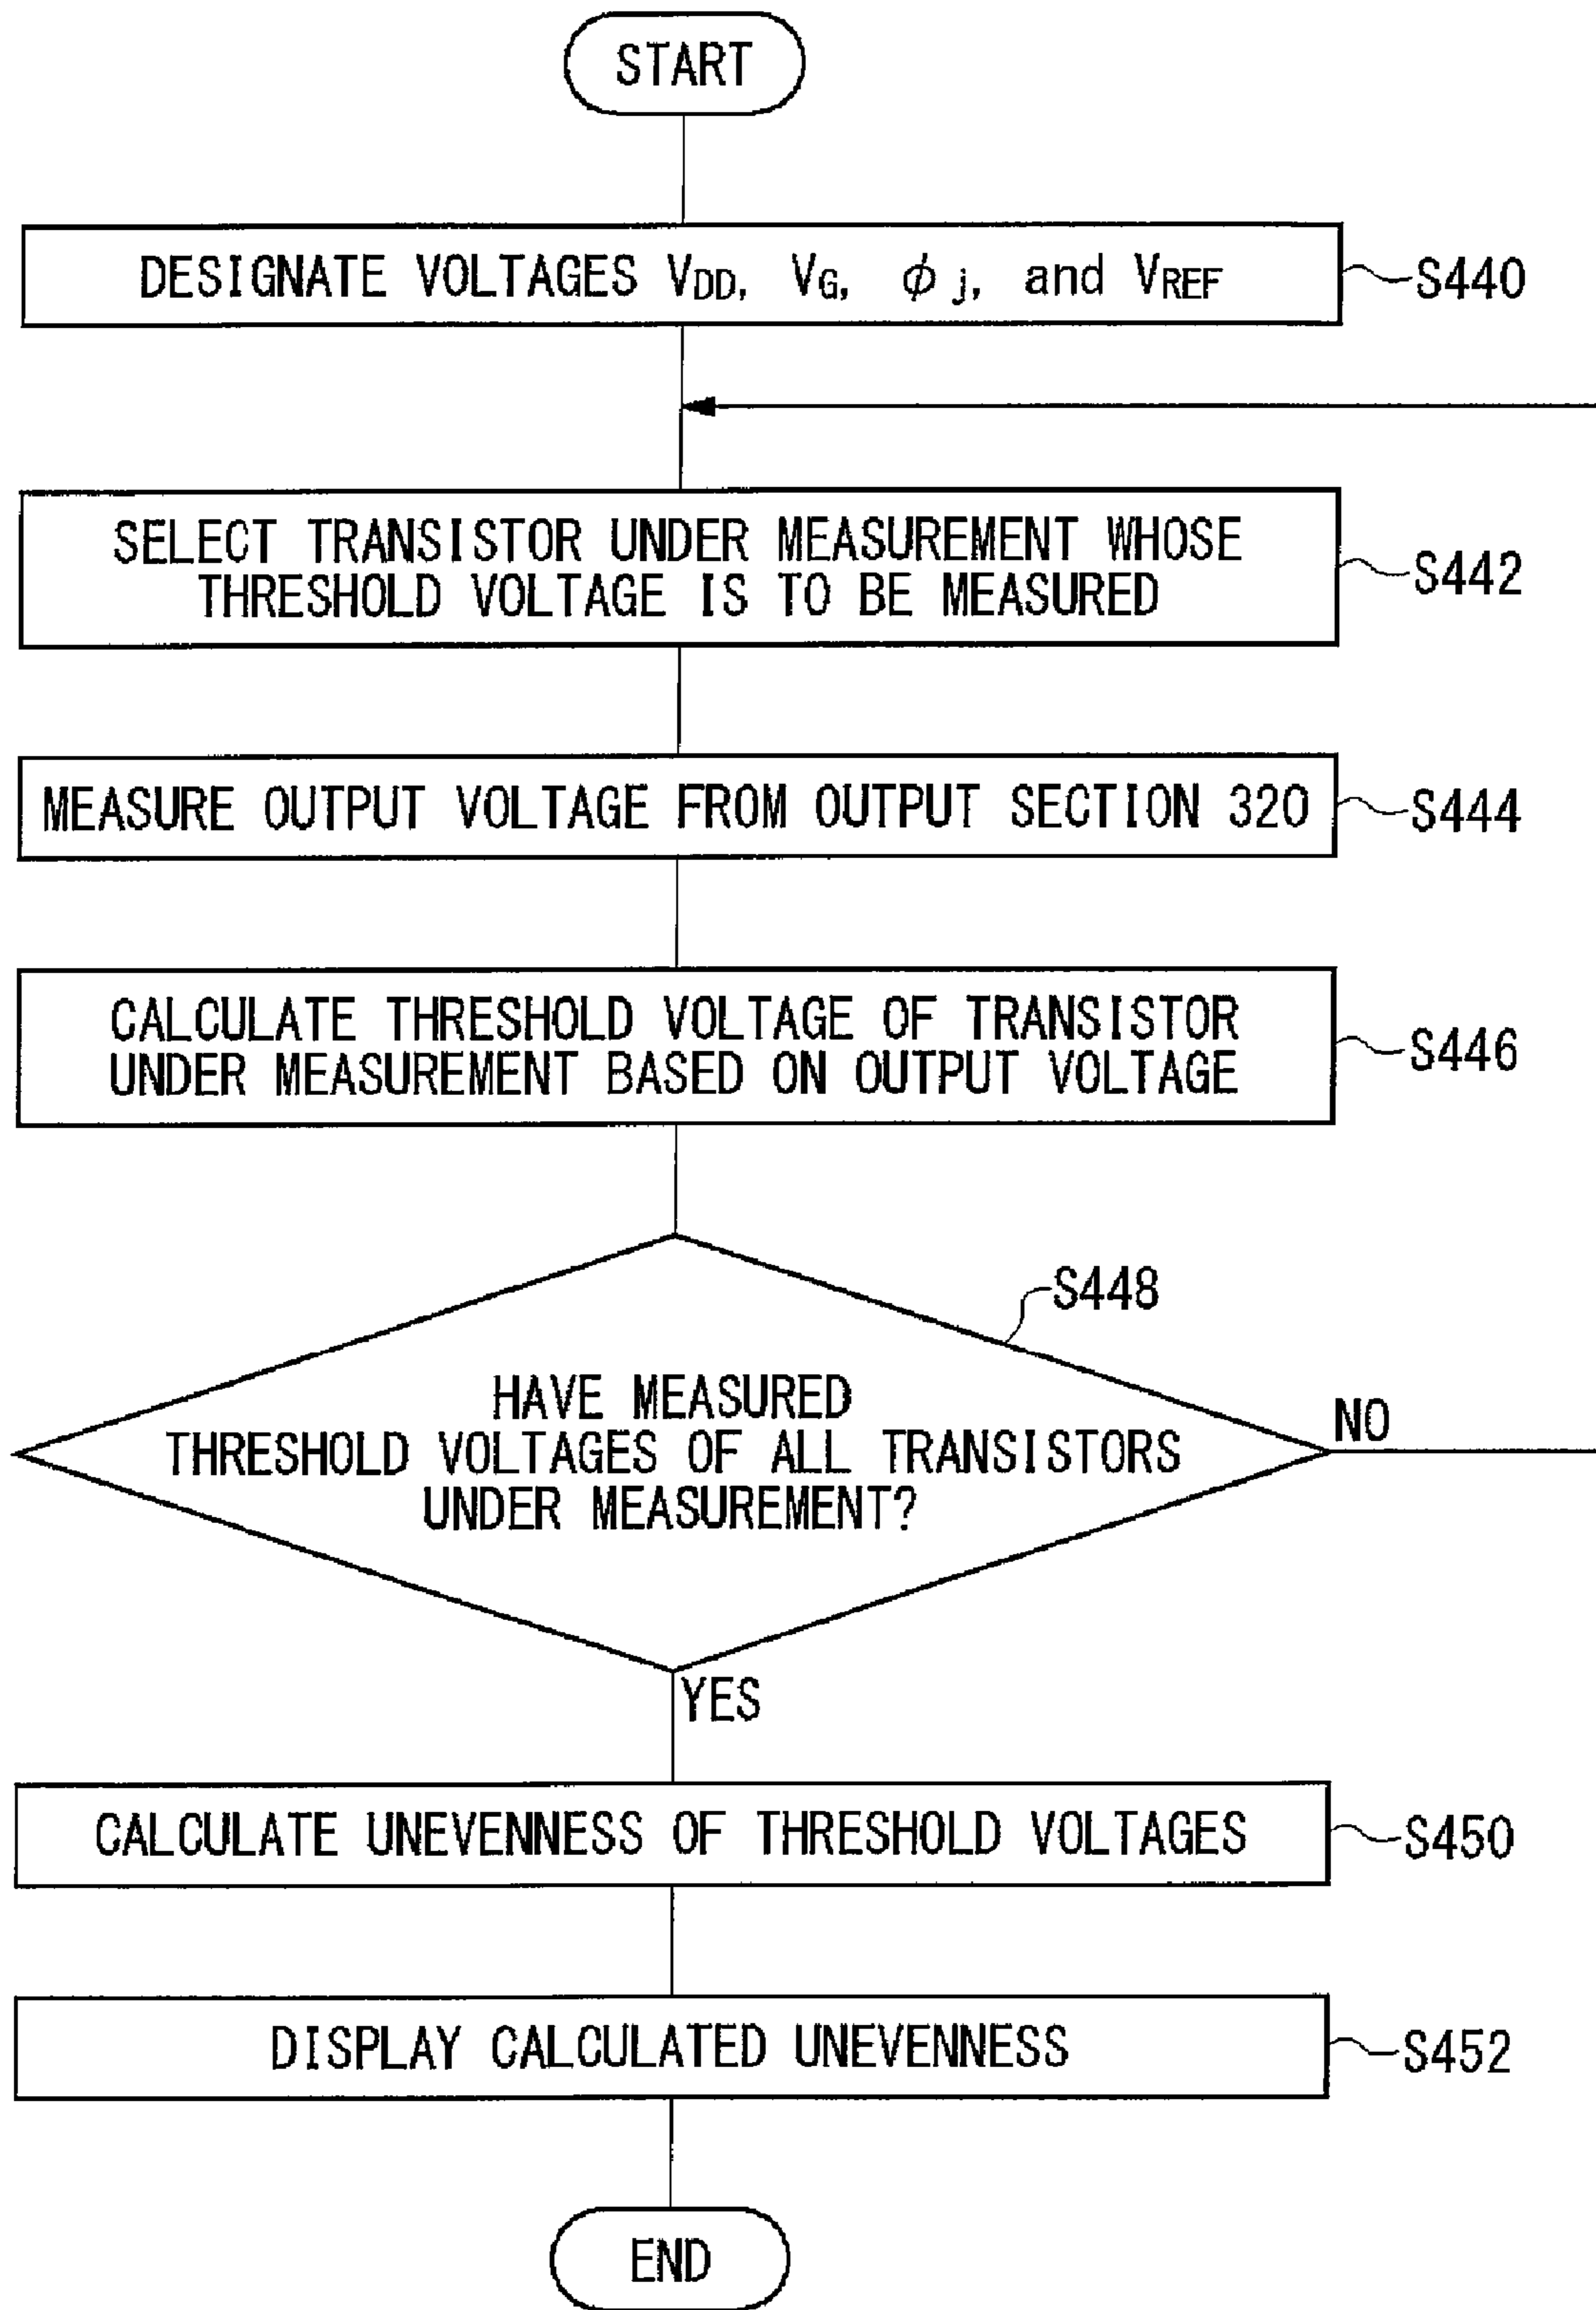 START
DESIGNATE VOLTAGES VDD, VG, ϕj, and VREF
S440
SELECT TRANSISTOR UNDER MEASUREMENT WHOSE
THRESHOLD VOLTAGE IS TO BE MEASURED
S442
MEASURE OUTPUT VOLTAGE FROM OUTPUT SECTION 320
S444
CALCULATE THRESHOLD VOLTAGE OF TRANSISTOR
UNDER MEASUREMENT BASED ON OUTPUT VOLTAGE
S446
S448
HAVE MEASURED
THRESHOLD VOLTAGES OF ALL TRANSISTORS
UNDER MEASUREMENT?
NO
YES
CALCULATE UNEVENNESS OF THRESHOLD VOLTAGES
S450
DISPLAY CALCULATED UNEVENNESS
S452
END